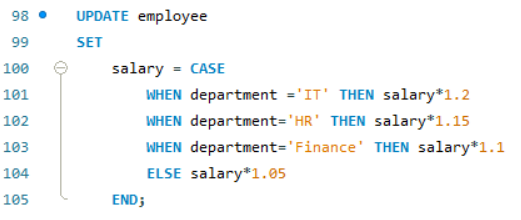 98 UPDATE employee
99 SET
100 salary = CASE
101 WHEN department ='IT' THEN salary*1.2
102 WHEN department='HR' THEN salary*1.15
103 WHEN department='Finance' THEN salary*1.1
104 ELSE salary*1.05
105 END;